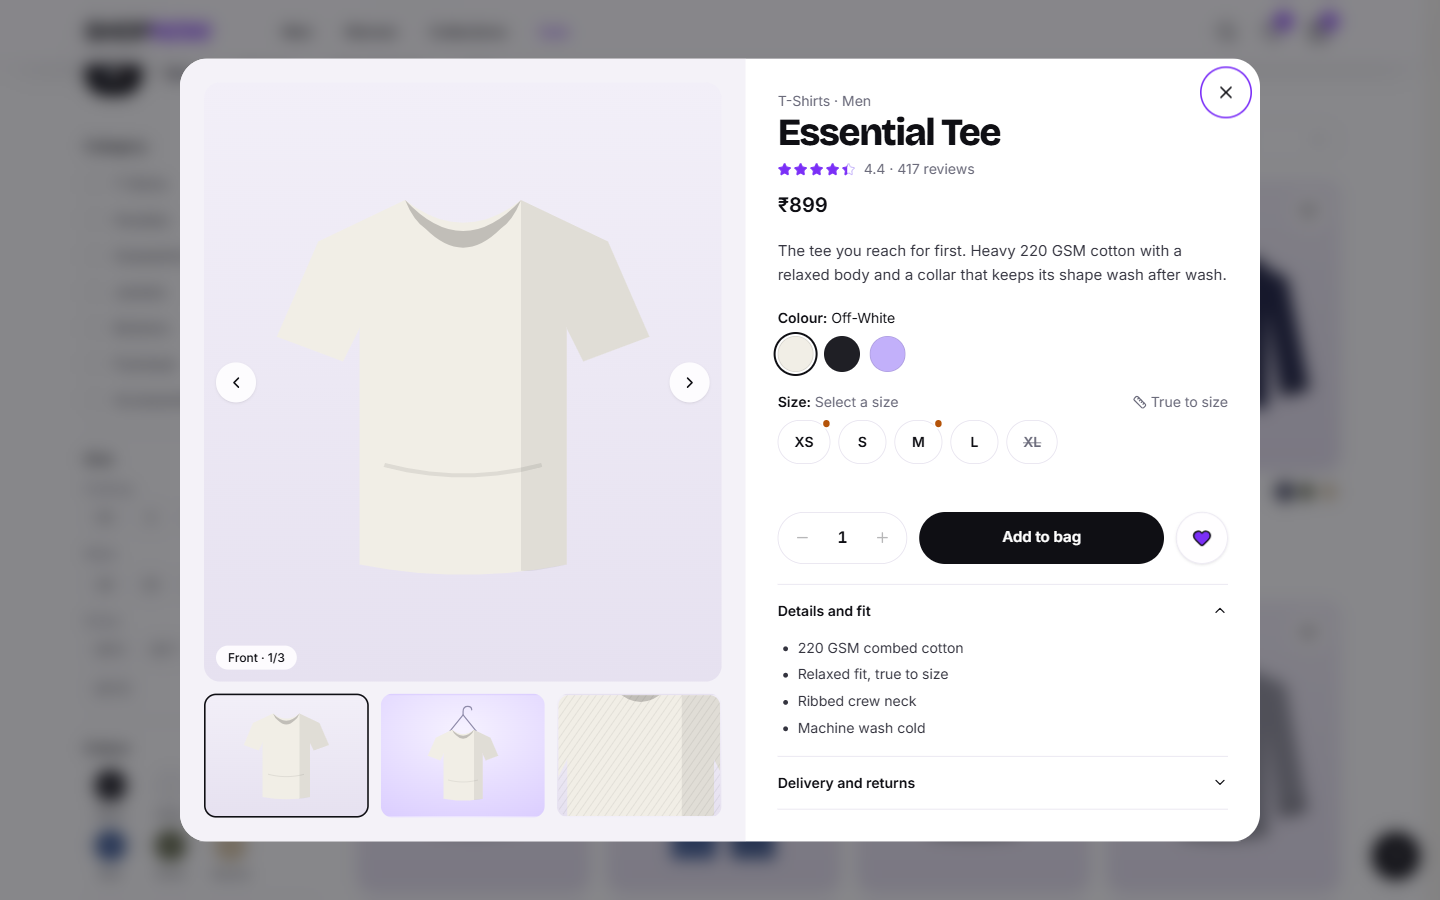 T-Shirts · Men
Essential Tee
4.4 · 417 reviews
₹899
The tee you reach for first. Heavy 220 GSM cotton with a
relaxed body and a collar that keeps its shape wash after wash.
Colour: Off-White
Size: Select a size
True to size
XS S M L XL
1
Add to bag
Details and fit
220 GSM combed cotton
Relaxed fit, true to size
Ribbed crew neck
Machine wash cold
Delivery and returns
Front · 1/3